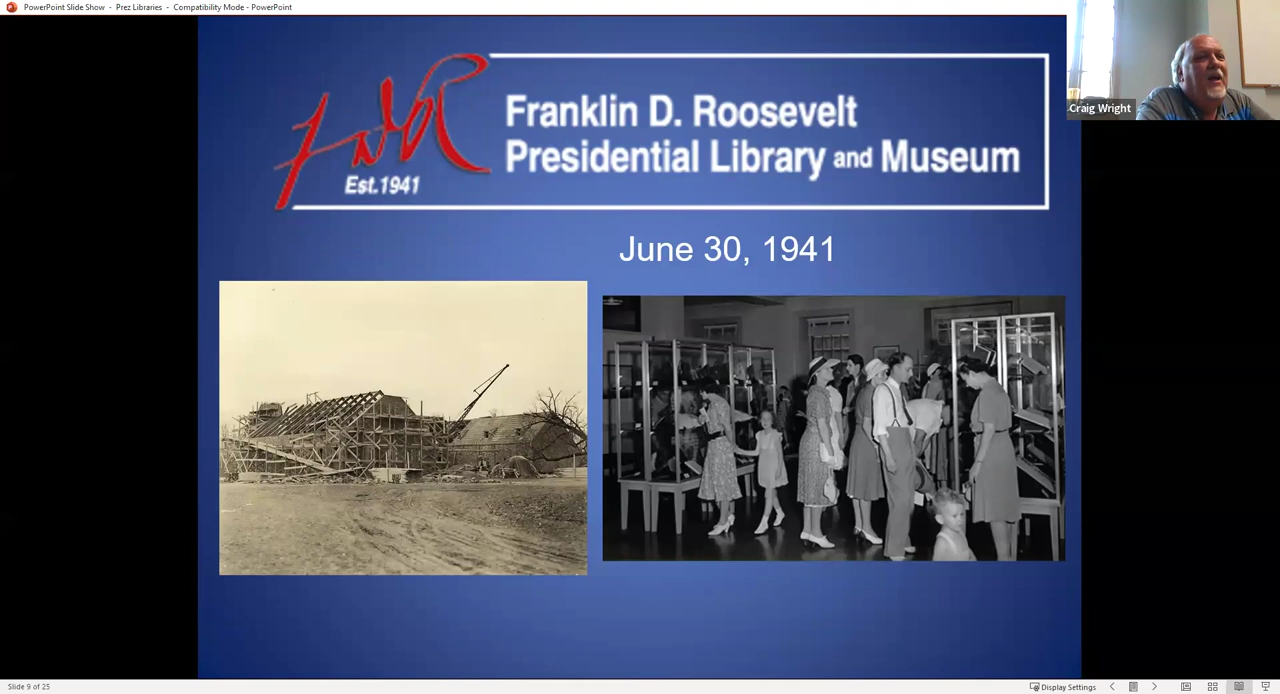 PowerPoint Slide Show - Prez Libraries - Compatibility Mode - PowerPoint
Craig Wright
FDR
Est.1941
Franklin D. Roosevelt
Presidential Library and Museum
June 30, 1941
Slide 9 of 25
Display Settings